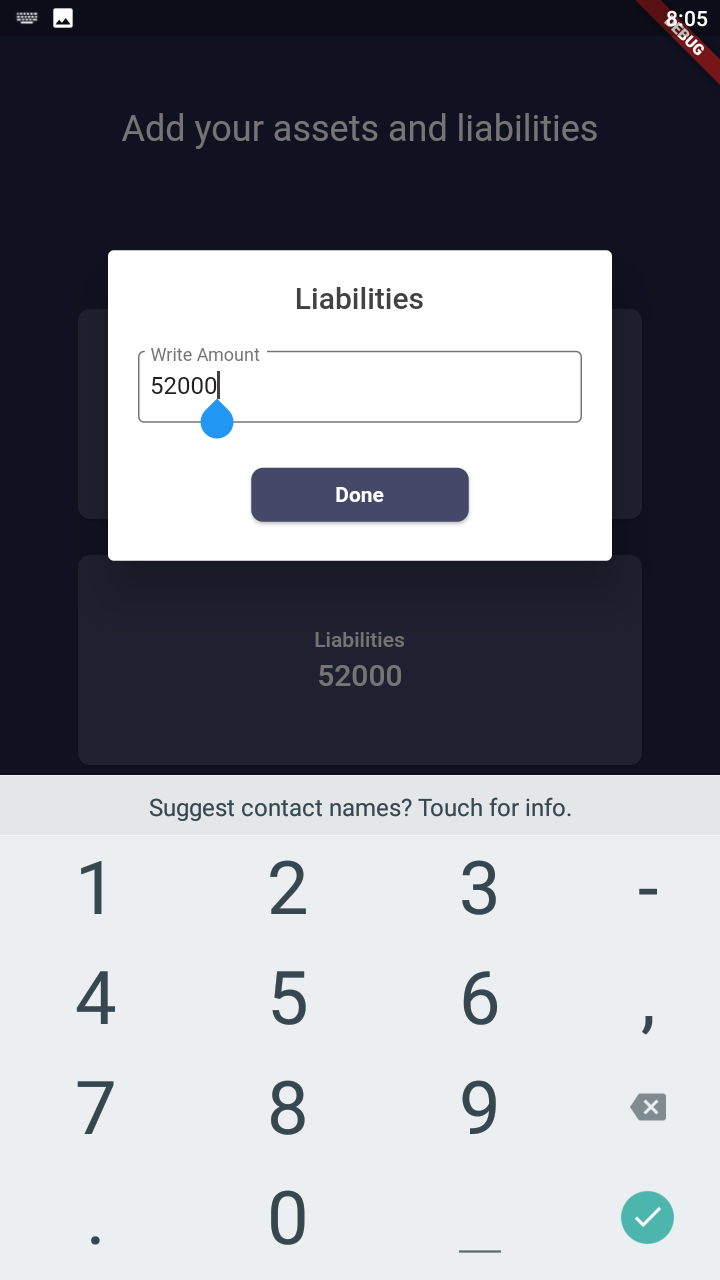 8:05
DEBUG
Add your assets and liabilities
Liabilities
Write Amount
52000
Done
Liabilities
52000
Suggest contact names? Touch for info.
1 2 3 -
4 5 6 ,
7 8 9
. 0 _